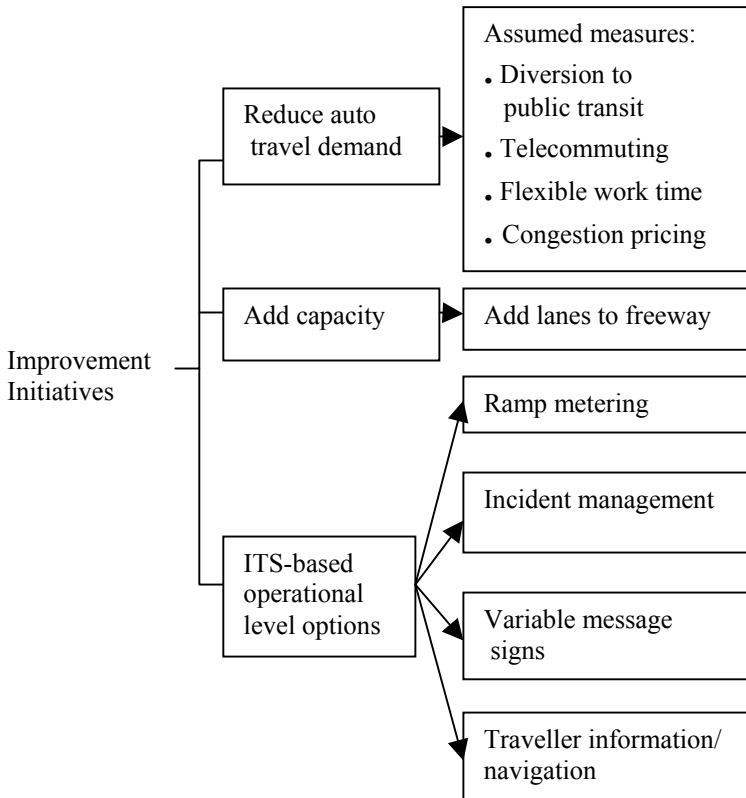 Improvement
Initiatives
Reduce auto
travel demand
Assumed measures:
. Diversion to
public transit
. Telecommuting
. Flexible work time
. Congestion pricing
Add capacity
Add lanes to freeway
ITS-based
operational
level options
Ramp metering
Incident management
Variable message
signs
Traveller information/
navigation